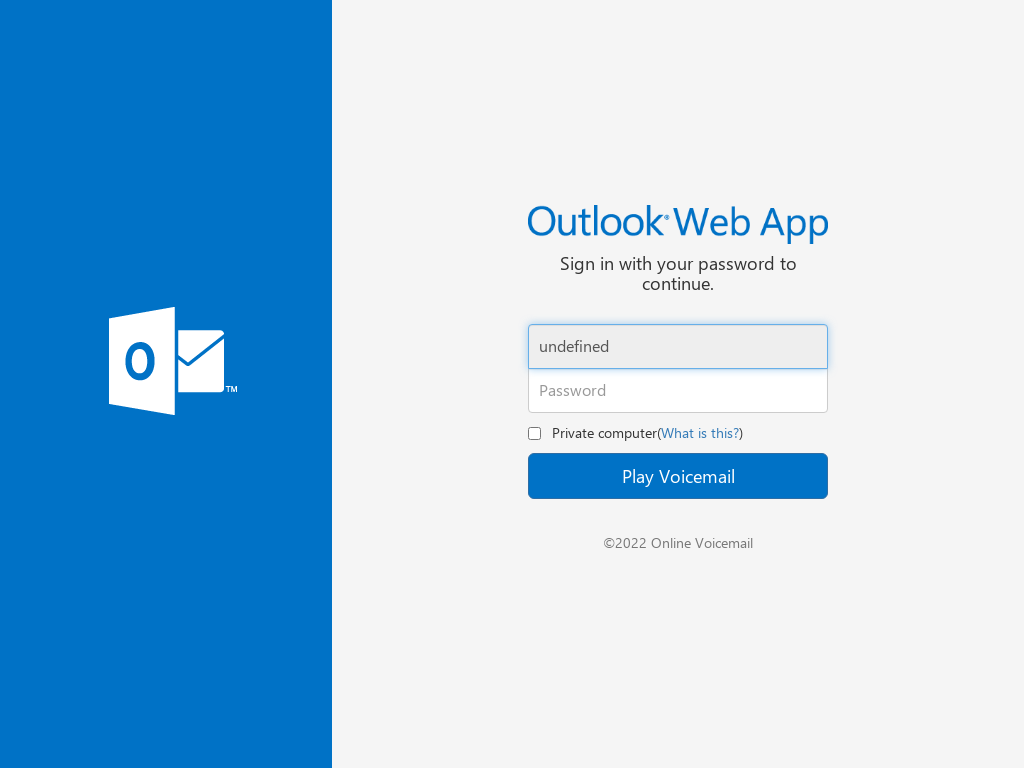 Outlook® Web App
Sign in with your password to
continue.
undefined
Password
Private computer(What is this?)
Play Voicemail
©2022 Online Voicemail
O
TM